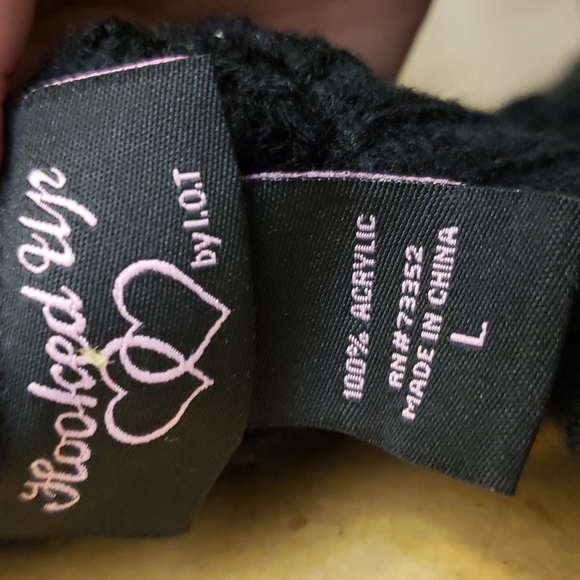 Hooked Up
by I.O.T
100% ACRYLIC
RN#73352
MADE IN CHINA
L